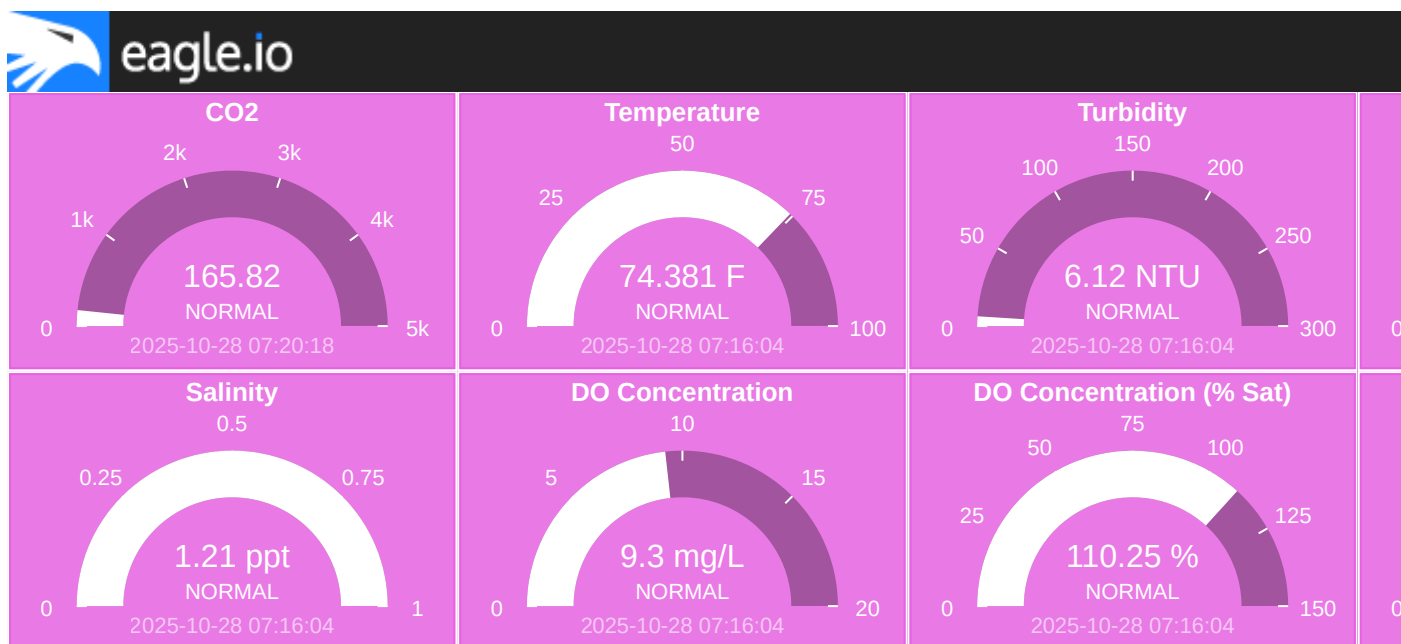 eagle.io
CO2
0
1k
2k
3k
4k
5k
165.82
NORMAL
2025-10-28 07:20:18
Temperature
0
25
50
75
100
74.381 F
NORMAL
2025-10-28 07:16:04
Turbidity
0
50
100
150
200
250
300
6.12 NTU
NORMAL
2025-10-28 07:16:04
0
Salinity
0
0.25
0.5
0.75
1
1.21 ppt
NORMAL
2025-10-28 07:16:04
DO Concentration
0
5
10
15
20
9.3 mg/L
NORMAL
2025-10-28 07:16:04
DO Concentration (% Sat)
0
25
50
75
100
125
150
110.25 %
NORMAL
2025-10-28 07:16:04
0